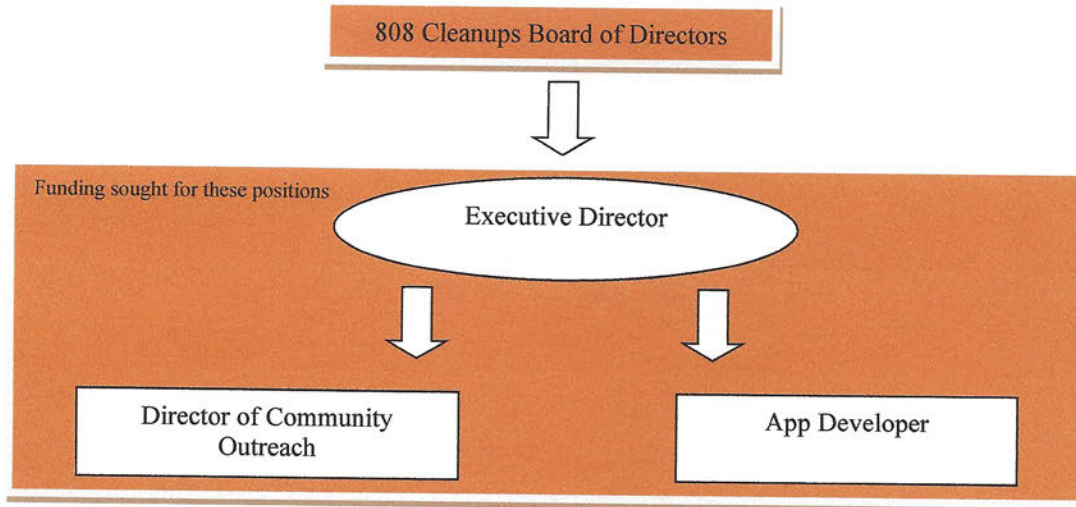 808 Cleanups Board of Directors
Funding sought for these positions
Executive Director
Director of Community
Outreach
App Developer